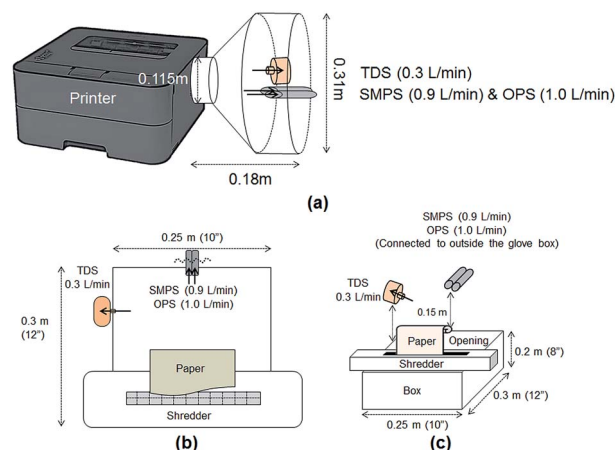 Printer
0.115m
0.31m
TDS (0.3 L/min)
SMPS (0.9 L/min) & OPS (1.0 L/min)
0.18m
(a)
0.25 m (10")
TDS
0.3 L/min
SMPS (0.9 L/min)
OPS (1.0 L/min)
0.3 m
(12")
Paper
Shredder
(b)
SMPS (0.9 L/min)
OPS (1.0 L/min)
(Connected to outside the glove box)
TDS
0.3 L/min
0.15 m
Paper
Opening
Shredder
0.2 m (8")
Box
0.3 m (12")
0.25 m (10")
(c)